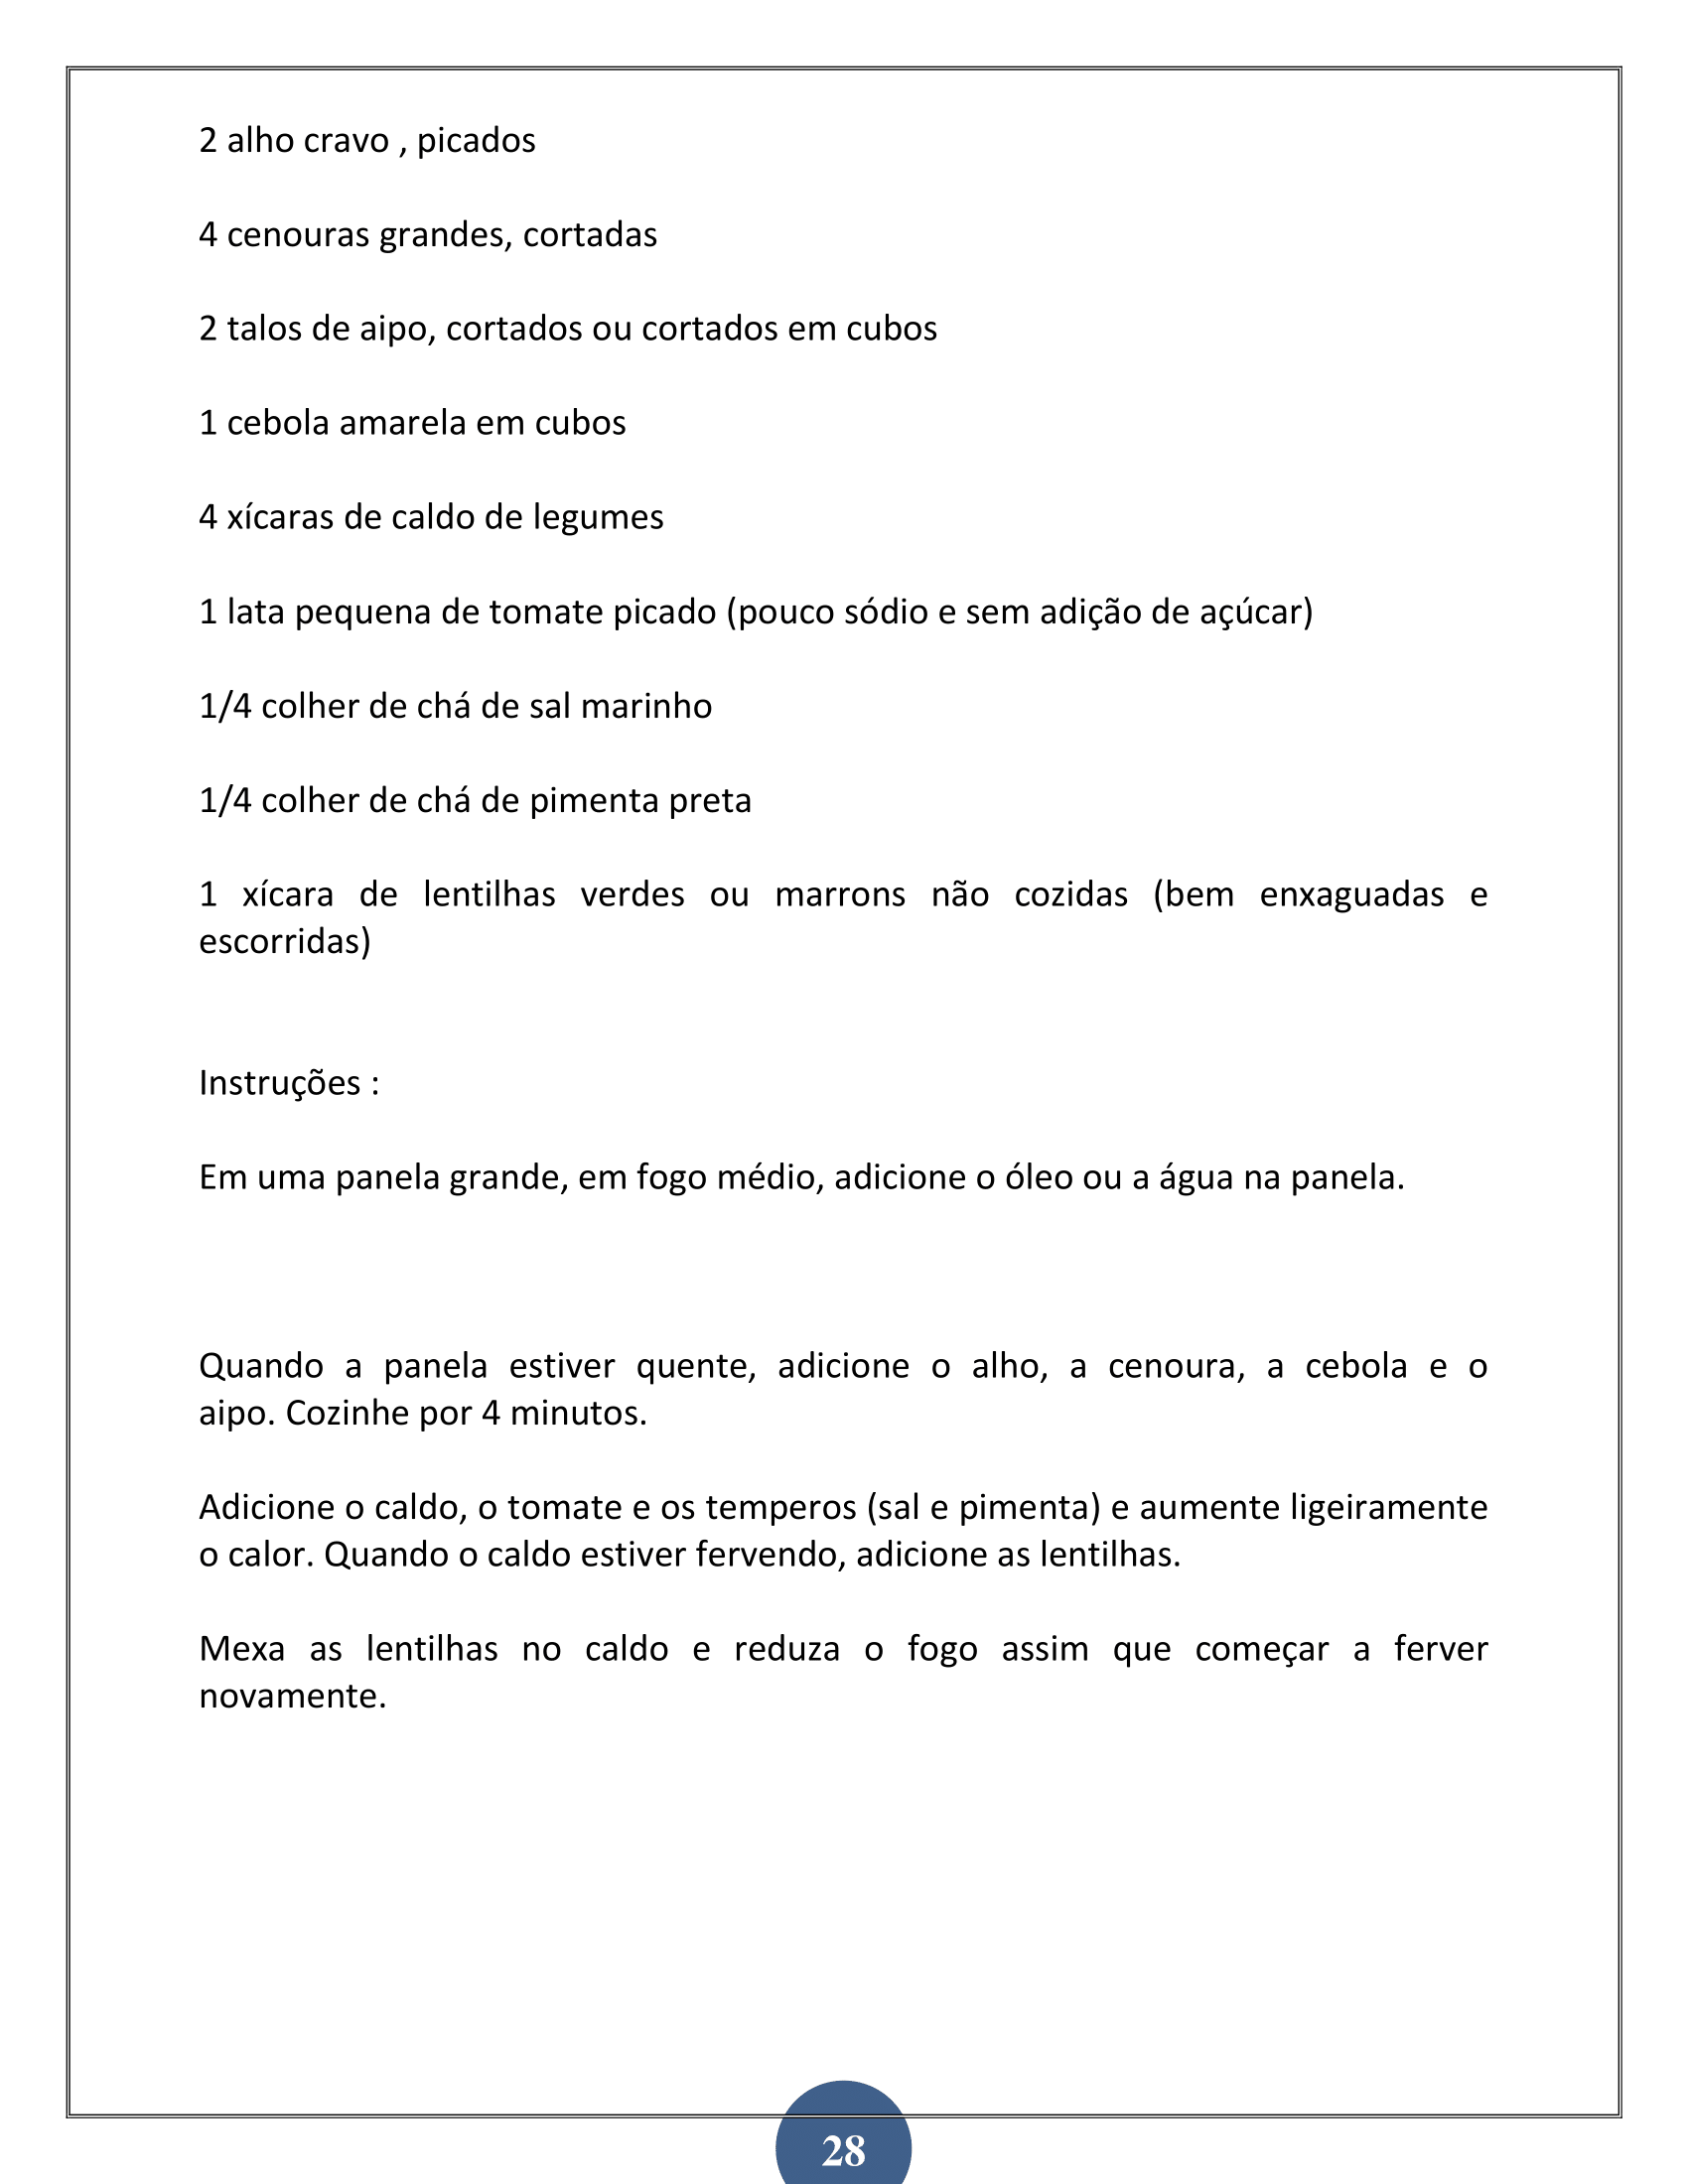 2 alho cravo , picados
4 cenouras grandes, cortadas
2 talos de aipo, cortados ou cortados em cubos
1 cebola amarela em cubos
4 xícaras de caldo de legumes
1 lata pequena de tomate picado (pouco sódio e sem adição de açúcar)
1/4 colher de chá de sal marinho
1/4 colher de chá de pimenta preta
1 xícara de lentilhas verdes ou marrons não cozidas (bem enxaguadas e
escorridas)
Instruções :
Em uma panela grande, em fogo médio, adicione o óleo ou a água na panela.
Quando a panela estiver quente, adicione o alho, a cenoura, a cebola e o
aipo. Cozinhe por 4 minutos.
Adicione o caldo, o tomate e os temperos (sal e pimenta) e aumente ligeiramente
o calor. Quando o caldo estiver fervendo, adicione as lentilhas.
Mexa as lentilhas no caldo e reduza o fogo assim que começar a ferver
novamente.
28